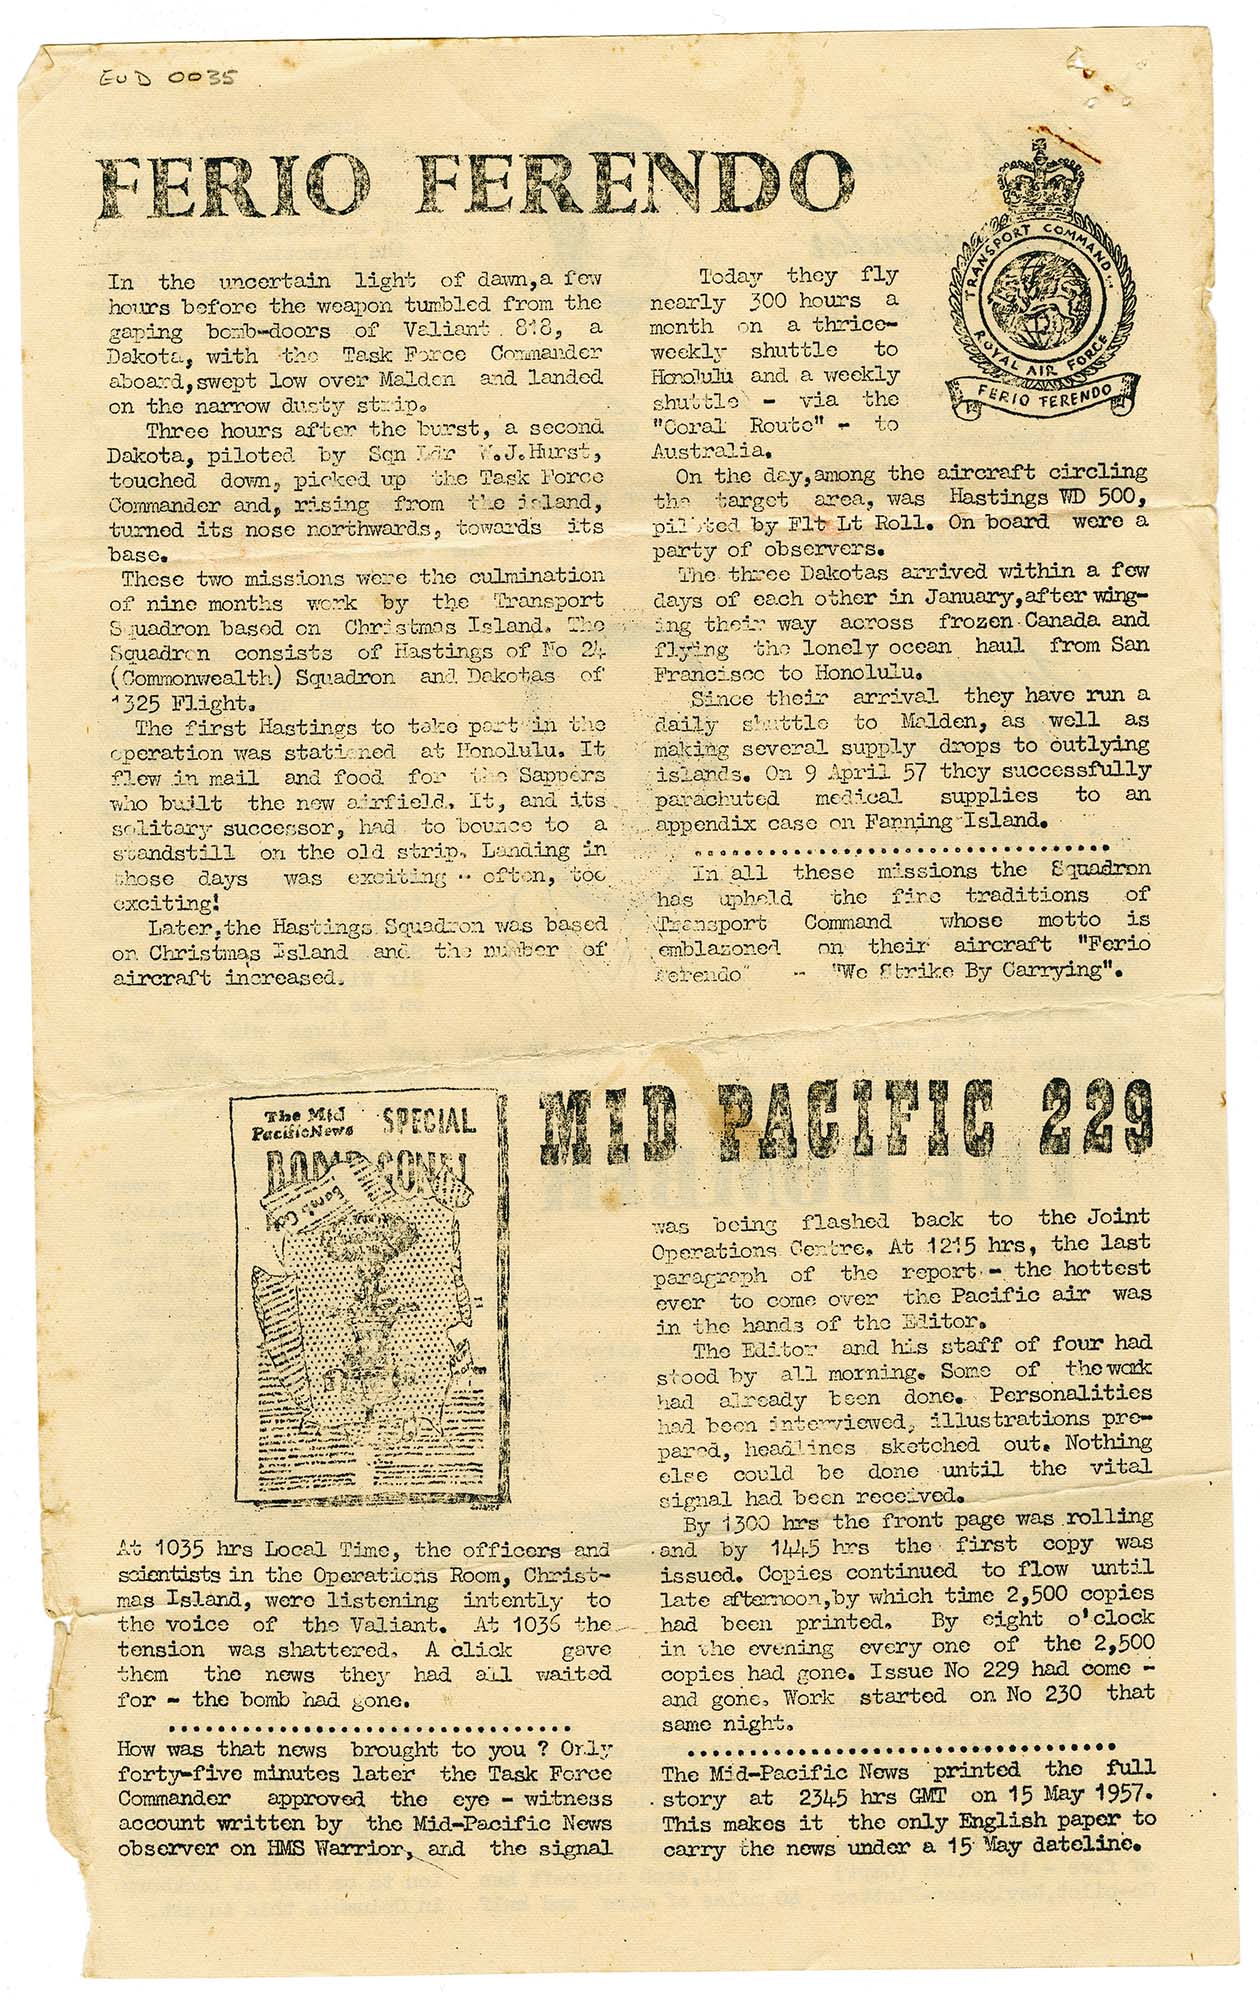 EUD 0035
FERIO FERENDO
In the uncertain light of dawn,a few
hours before the weapon tumbled from the
gaping bomb-doors of Valiant 818, a
Dakota, with the Task Force Commander
aboard,swept low over Malden and landed
on the narrow dusty strip.
Three hours after the burst, a second
Dakota, piloted by Sqn Ldr W.J.Hurst,
touched down, picked up the Task Force
Commander and, rising from the island,
turned its nose northwards, towards its
base.
These two missions were the culmination
of nine months work by the Transport
Squadron based on Christmas Island. The
Squadron consists of Hastings of No 24
(Commonwealth) Squadron and Dakotas of
1325 Flight.
The first Hastings to take part in the
operation was stationed at Honolulu. It
flew in mail and food for the Sappers
who built the new airfield. It, and its
solitary successor, had to bounce to a
standstill on the old strip. Landing in
those days was exciting - often, too
exciting!
Later,the Hastings Squadron was based
on Christmas Island and the number of
aircraft increased.
Today they fly
nearly 300 hours a
month on a thrice-
weekly shuttle to
Honolulu and a weekly
shuttle - via the
"Coral Route" - to
Australia.
TRANSPORT COMMAND
ROYAL AIR FORCE
FERIO FERENDO
On the day,among the aircraft circling
the target area, was Hastings WD 500,
piloted by Flt Lt Roll. On board were a
party of observers.
The three Dakotas arrived within a few
days of each other in January,after wing-
ing their way across frozen Canada and
flying the lonely ocean haul from San
Francisco to Honolulu.
Since their arrival they have run a
daily shuttle to Malden, as well as
making several supply drops to outlying
islands. On 9 April 57 they successfully
parachuted medical supplies to an
appendix case on Fanning Island.
..................................
In all these missions the Squadron
has upheld the fine traditions of
Transport Command whose motto is
emblazoned on their aircraft "Ferio
Ferendo" - "We Strike By Carrying".
The Mid
Pacific News SPECIAL
BOMB GONE!
Bomb Go
MID PACIFIC 229
At 1035 hrs Local Time, the officers and
scientists in the Operations Room, Christ-
mas Island, were listening intently to
the voice of the Valiant. At 1036 the
tension was shattered. A click gave
them the news they had all waited
for - the bomb had gone.
..................................
How was that news brought to you ? Only
forty-five minutes later the Task Force
Commander approved the eye - witness
account written by the Mid-Pacific News
observer on HMS Warrior, and the signal
was being flashed back to the Joint
Operations Centre. At 1215 hrs, the last
paragraph of the report - the hottest
ever to come over the Pacific air was
in the hands of the Editor.
The Editor and his staff of four had
stood by all morning. Some of the work
had already been done. Personalities
had been interviewed, illustrations pre-
pared, headlines sketched out. Nothing
else could be done until the vital
signal had been received.
By 1300 hrs the front page was rolling
and by 1445 hrs the first copy was
issued. Copies continued to flow until
late afternoon,by which time 2,500 copies
had been printed. By eight o'clock
in the evening every one of the 2,500
copies had gone. Issue No 229 had come -
and gone. Work started on No 230 that
same night.
..................................
The Mid-Pacific News printed the full
story at 2345 hrs GMT on 15 May 1957.
This makes it the only English paper to
carry the news under a 15 May dateline.